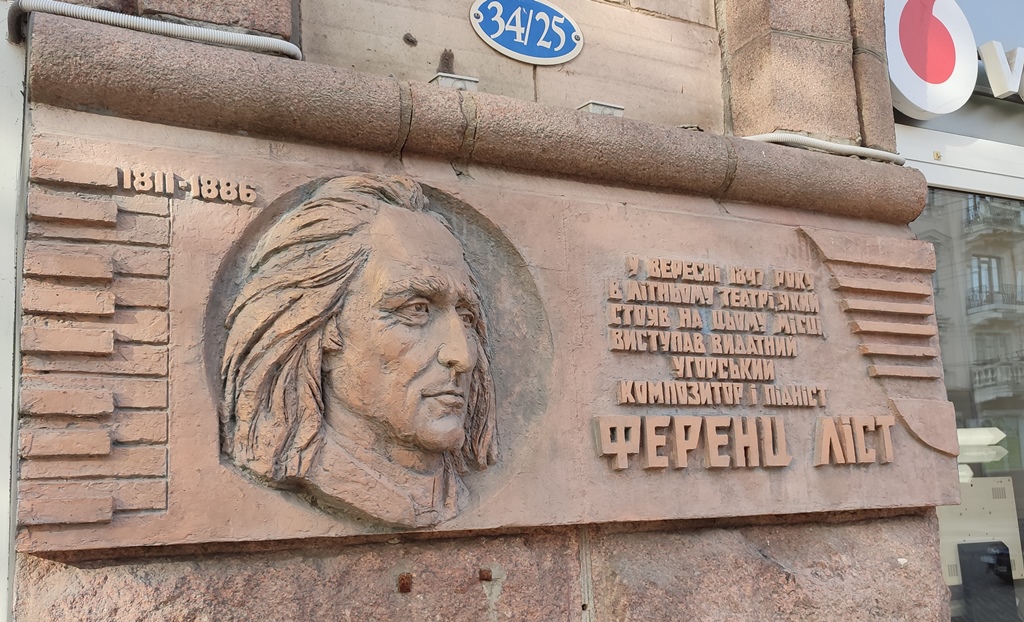 34/25
1811-1886
У ВЕРЕСНІ 1847 РОКУ
В ЛІТНЬОМУ ТЕАТРІ, ЯКИЙ
СТОЯВ НА ЦЬОМУ МІСЦІ,
ВИСТУПАВ ВИДАТНИЙ
УГОРСЬКИЙ
КОМПОЗИТОР І ПІАНІСТ
ФЕРЕНЦ ЛІСТ